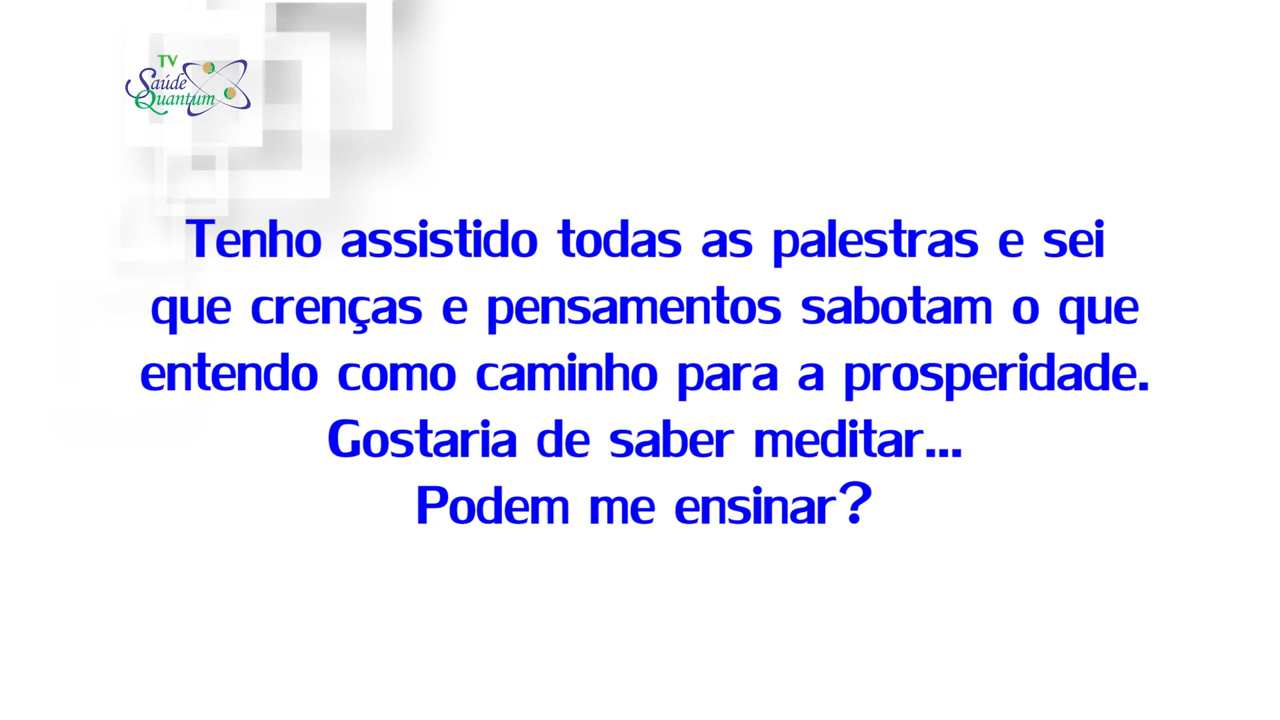 TV
Saúde
Quantum
Tenho assistido todas as palestras e sei
que crenças e pensamentos sabotam o que
entendo como caminho para a prosperidade.
Gostaria de saber meditar...
Podem me ensinar?